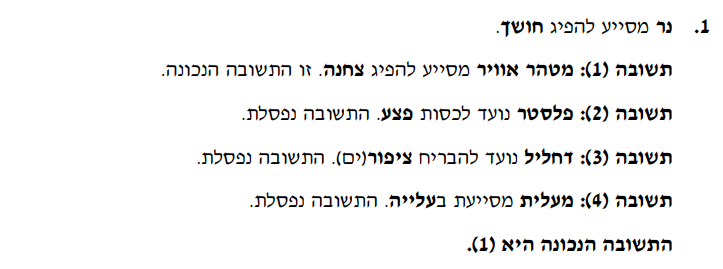 1. נר מסייע להפיג חושך.
תשובה (1): מטהר אוויר מסייע להפיג צחנה. זו התשובה הנכונה.
תשובה (2): פלסטר נועד לכסות פצע. התשובה נפסלת.
תשובה (3): דחליל נועד להבריח ציפור(ים). התשובה נפסלת.
תשובה (4): מעלית מסייעת בעלייה. התשובה נפסלת.
התשובה הנכונה היא (1).